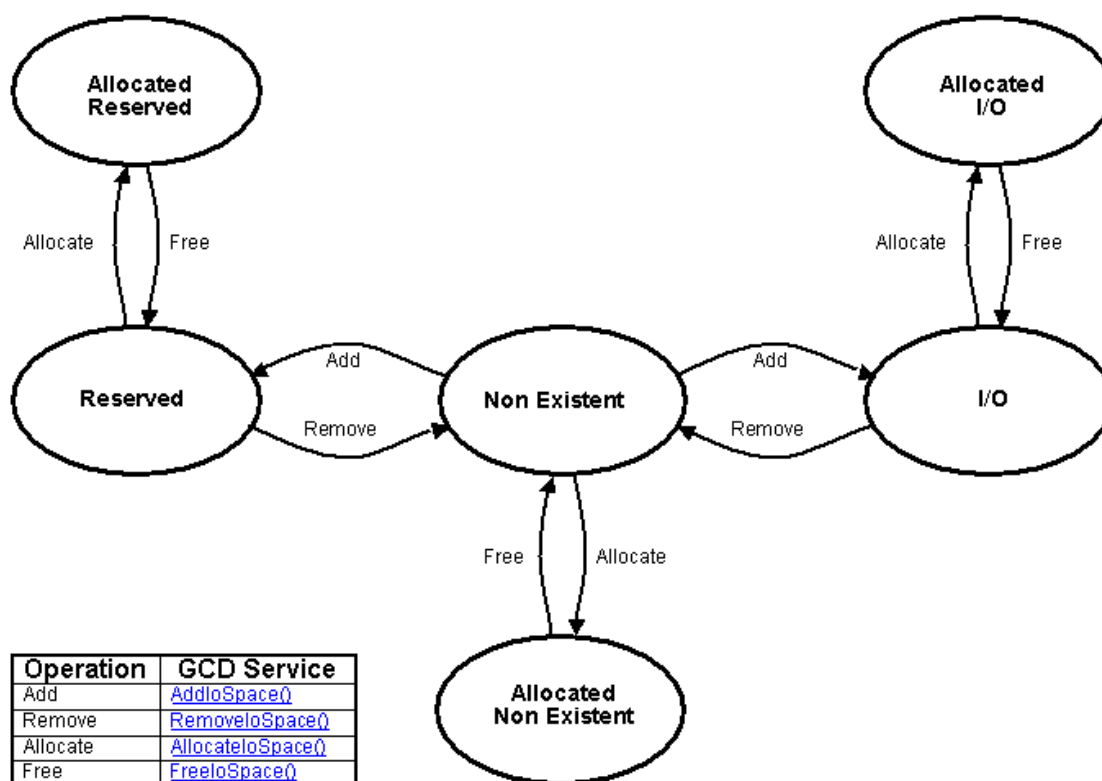 Allocated
Reserved
Allocated
I/O
Allocate
Free
Allocate
Free
Add
Add
Reserved
Non Existent
I/O
Remove
Remove
Free
Allocate
Allocated
Non Existent
Operation GCD Service
Add AddIoSpace()
Remove RemoveIoSpace()
Allocate AllocateIoSpace()
Free FreeIoSpace()